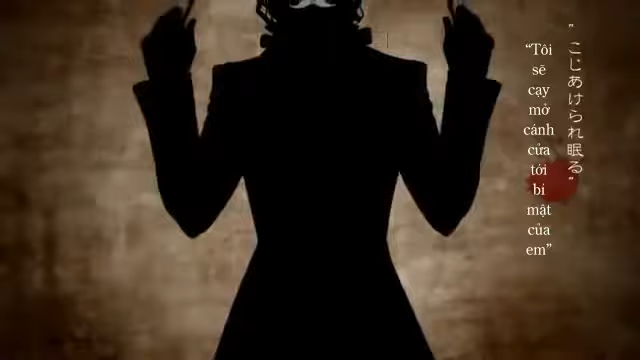 ”こじあけられ眠る”
“Tôi
sẽ
cạy
mở
cánh
cửa
tới
bí
mật
của
em”